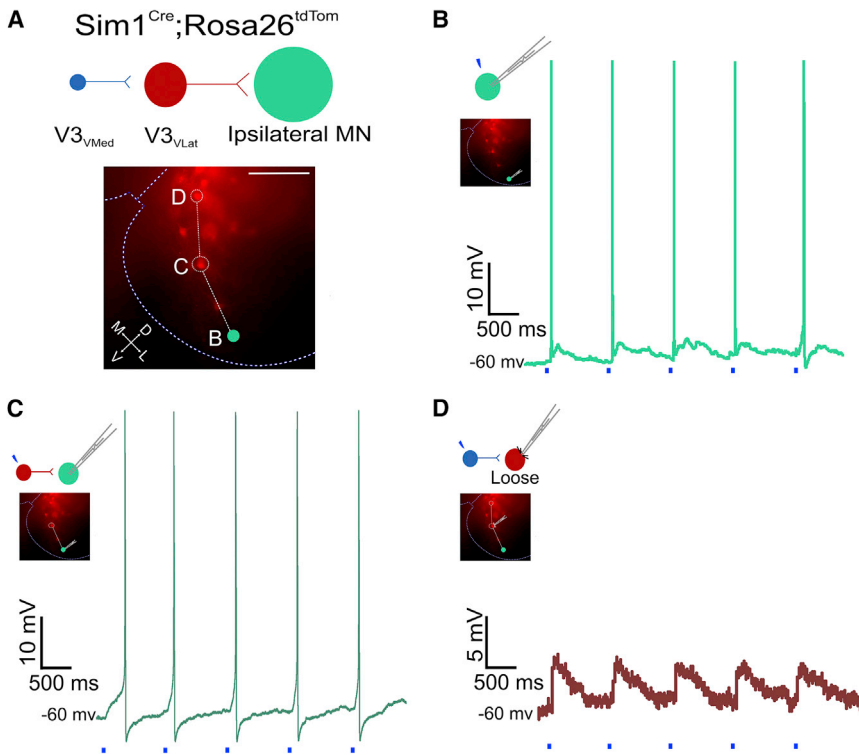 A
Sim1Cre;Rosa26tdTom
V3VMed
V3VLat
Ipsilateral MN
D
C
B
M
D
V
L
B
10 mV
500 ms
-60 mv
C
10 mV
500 ms
-60 mv
D
Loose
5 mV
500 ms
-60 mv